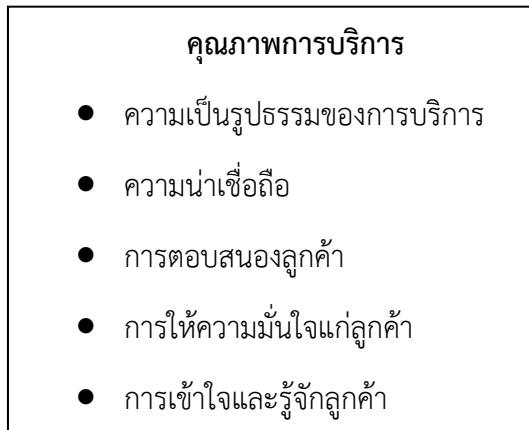 คุณภาพการบริการ
● ความเป็นรูปธรรมของการบริการ
● ความน่าเชื่อถือ
● การตอบสนองลูกค้า
● การให้ความมั่นใจแก่ลูกค้า
● การเข้าใจและรู้จักลูกค้า